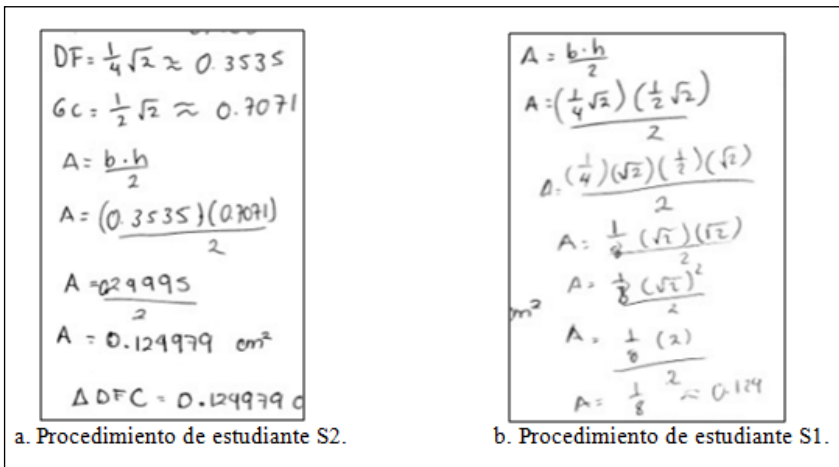 DF = 1/4 √2 ≈ 0.3535
GC = 1/2 √2 ≈ 0.7071
A = b·h / 2
A = (0.3535)(0.7071) / 2
A = 0.29995 / 2
A = 0.124979 cm²
Δ DFC = 0.124979 c
a. Procedimiento de estudiante S2.
A = b·h / 2
A = (1/4 √2)(1/2 √2) / 2
A = (1/4)(√2)(1/2)(√2) / 2
A = 1/8 (√2)(√2) / 2
A = 1/8 (√2)² / 2
m²
A = 1/8 (2) / 2
A = 1/8 ≈ 0.124
b. Procedimiento de estudiante S1.